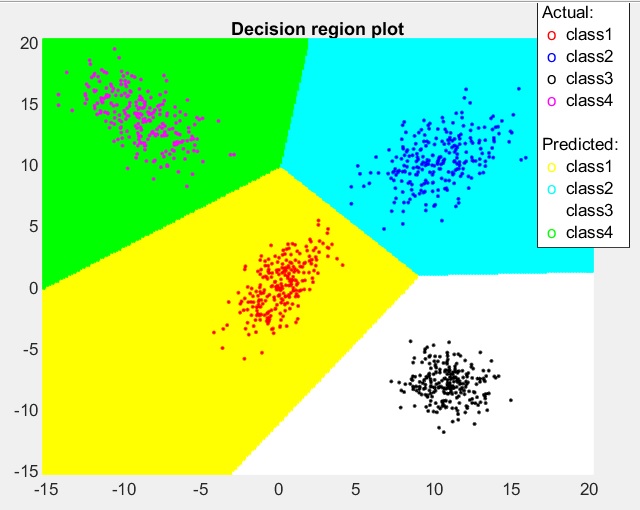 Decision region plot
Actual:
class1
class2
class3
class4
Predicted:
class1
class2
class3
class4
20
15
10
5
0
-5
-10
-15
-15 -10 -5 0 5 10 15 20